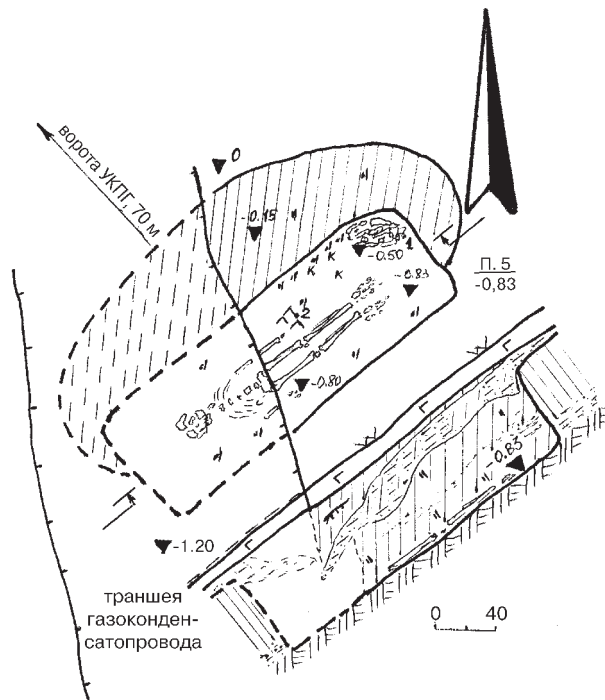 ворота УКПГ, 70 м
0
-0.15
-0.50
1
К
К
К
П. 5
-0,83
-0.83
-0.80
0.83
-1.20
траншея
газоконден-
сатопровода
0 40